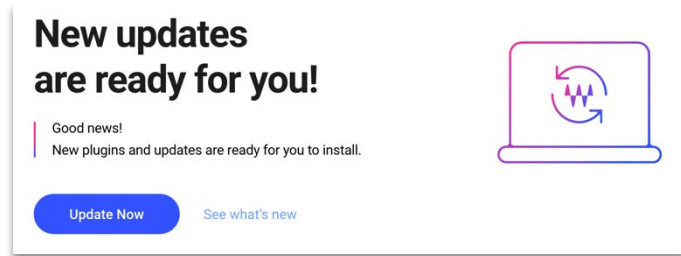 New updates
are ready for you!
Good news!
New plugins and updates are ready for you to install.
Update Now
See what's new